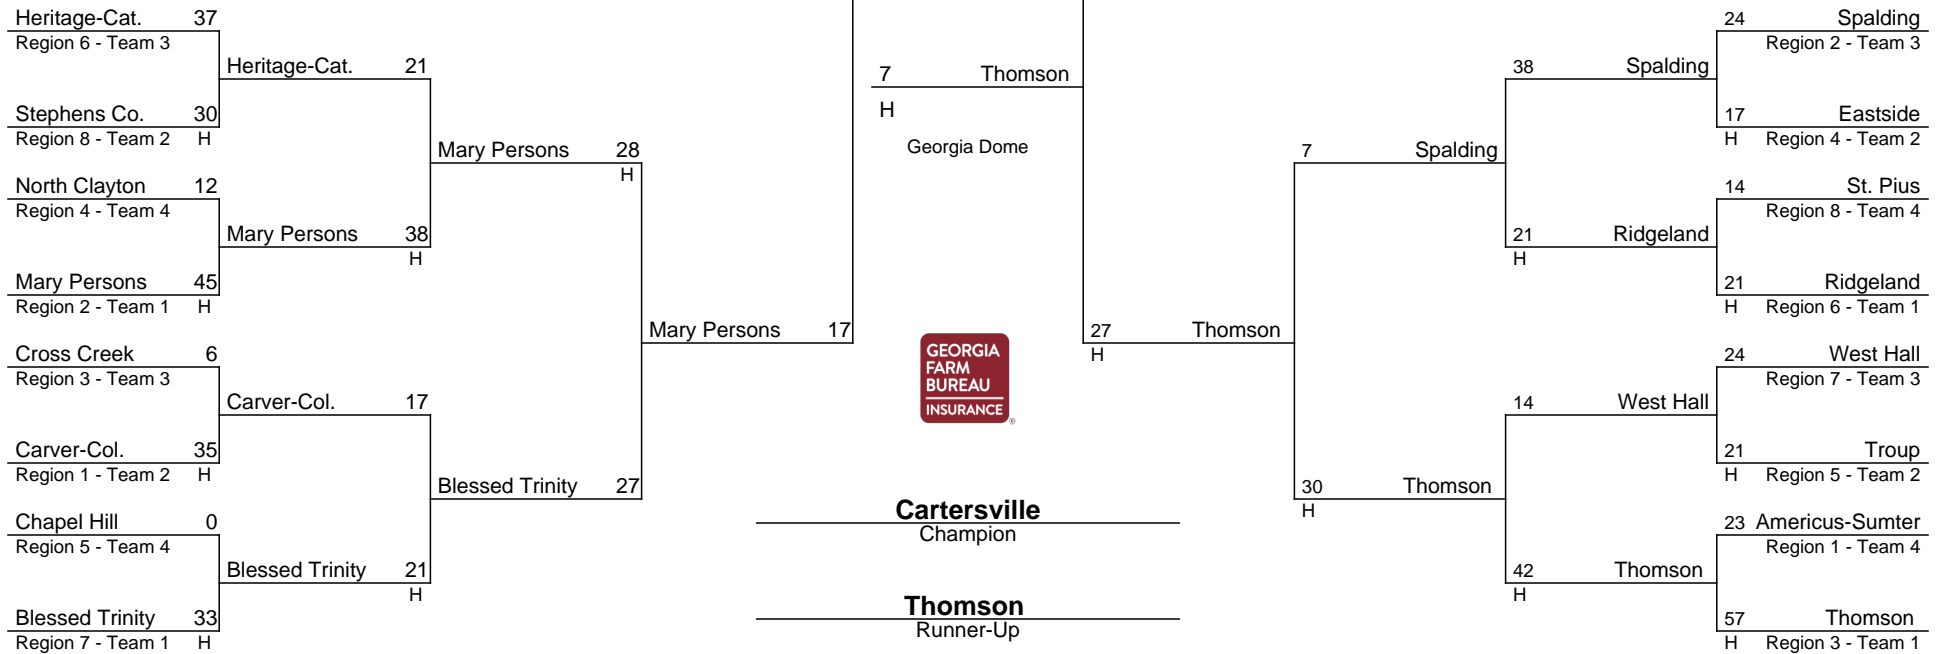 Heritage-Cat. 37
Region 6 - Team 3
Heritage-Cat. 21
Stephens Co. 30
Region 8 - Team 2 H
Mary Persons 28
H
North Clayton 12
Region 4 - Team 4
Mary Persons 38
H
Mary Persons 45
Region 2 - Team 1 H
Mary Persons 17
Cross Creek 6
Region 3 - Team 3
Carver-Col. 17
Carver-Col. 35
Region 1 - Team 2 H
Blessed Trinity 27
Chapel Hill 0
Region 5 - Team 4
Blessed Trinity 21
H
Blessed Trinity 33
Region 7 - Team 1 H
7 Thomson
H
Georgia Dome
GEORGIA
FARM
BUREAU
INSURANCE
®
Cartersville
Champion
Thomson
Runner-Up
27 Thomson
H
7 Spalding
30 Thomson
H
38 Spalding
21 Ridgeland
H
14 West Hall
42 Thomson
H
24 Spalding
Region 2 - Team 3
17 Eastside
H Region 4 - Team 2
14 St. Pius
Region 8 - Team 4
21 Ridgeland
H Region 6 - Team 1
24 West Hall
Region 7 - Team 3
21 Troup
H Region 5 - Team 2
23 Americus-Sumter
Region 1 - Team 4
57 Thomson
H Region 3 - Team 1